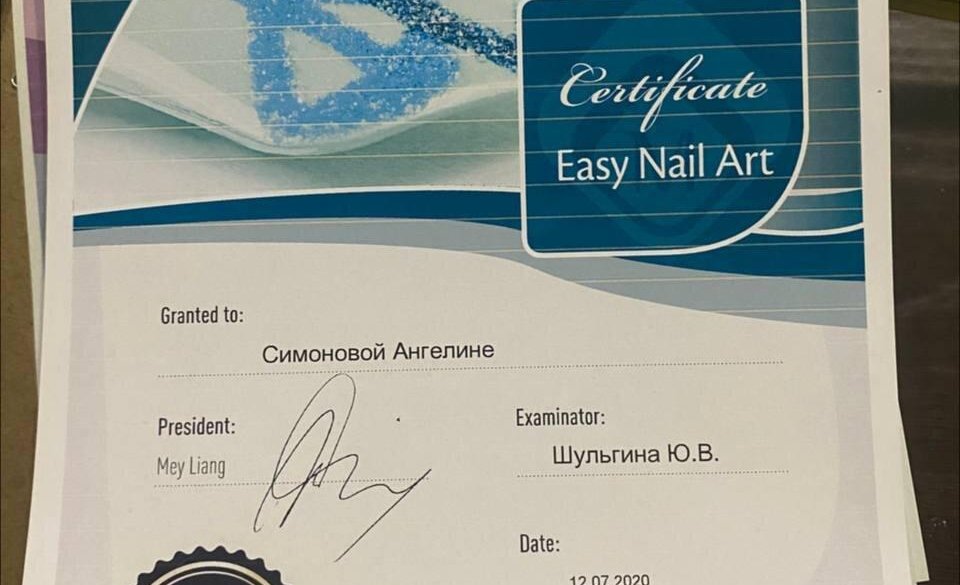 Certificate
Easy Nail Art
Granted to:
Симоновой Ангелине
President:
Mey Liang
Examinator:
Шульгина Ю.В.
Date:
12.07.2020